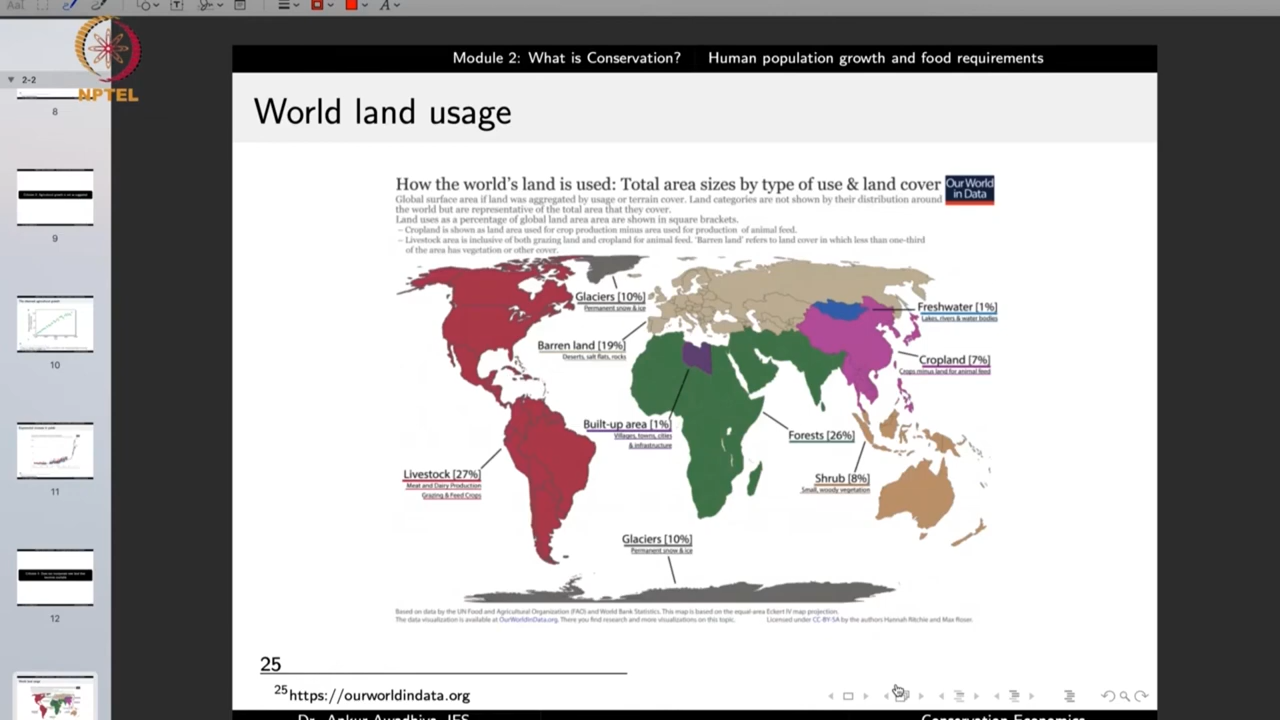 NPTEL
2-2
8
9
10
11
12
Module 2: What is Conservation? Human population growth and food requirements
World land usage
How the world's land is used: Total area sizes by type of use & land cover
Our World
in Data
Global surface area if land was aggregated by usage or terrain cover. Land categories are not shown by their distribution around
the world but are representative of the total area that they cover.
Land uses as a percentage of global land area area are shown in square brackets.
– Cropland is shown as land area used for crop production minus area used for production of animal feed.
– Livestock area is inclusive of both grazing land and cropland for animal feed. 'Barren land' refers to land cover in which less than one-third
of the area has vegetation or other cover.
Glaciers [10%]
Permanent snow & ice
Freshwater [1%]
Lakes, rivers & water bodies
Barren land [19%]
Deserts, salt flats, rocks
Cropland [7%]
Crops minus land for animal feed
Built-up area [1%]
Villages, towns, cities
& infrastructure
Forests [26%]
Livestock [27%]
Meat and Dairy Production
Grazing & Feed Crops
Shrub [8%]
Small, woody vegetation
Glaciers [10%]
Permanent snow & ice
Based on data by the UN Food and Agricultural Organization (FAO) and World Bank Statistics. This map is based on the equal-area Eckert IV map projection.
The data visualization is available at OurWorldinData.org. There you find research and more visualizations on this topic. Licensed under CC-BY-SA by the authors Hannah Ritchie and Max Roser.
25
25 https://ourworldindata.org
Dr. Ankur Awadhiya, IFS Conservation Economics